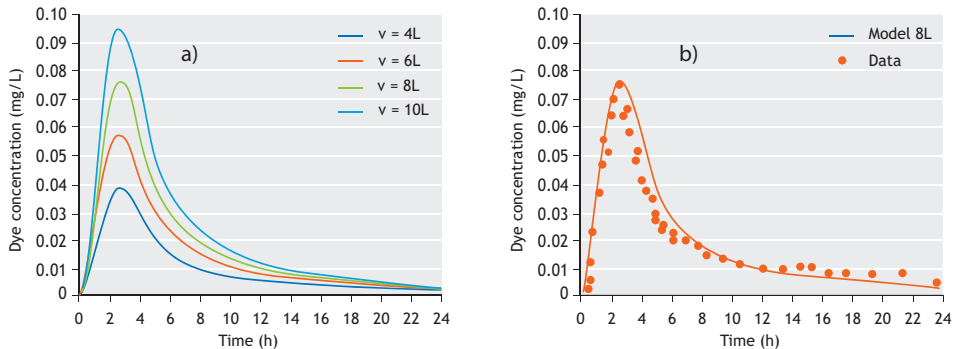 0.10
0.09
0.08
0.07
0.06
0.05
0.04
0.03
0.02
0.01
0
Dye concentration (mg/L)
a)
v = 4L
v = 6L
v = 8L
v = 10L
0 2 4 6 8 10 12 14 16 18 20 22 24
Time (h)
0.10
0.09
0.08
0.07
0.06
0.05
0.04
0.03
0.02
0.01
0
Dye concentration (mg/L)
b)
Model 8L
Data
0 2 4 6 8 10 12 14 16 18 20 22 24
Time (h)